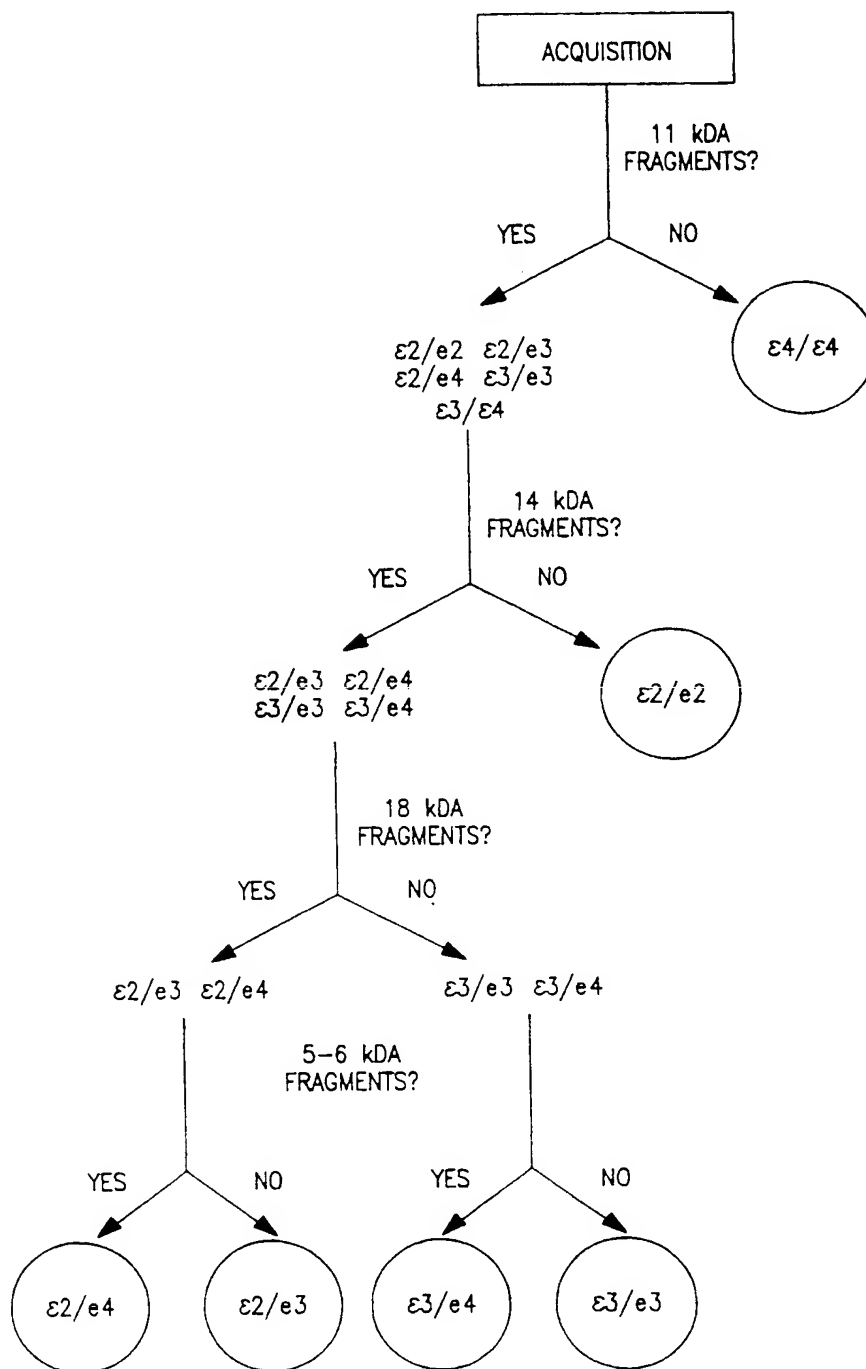 ACQUISITION
11 kDA
FRAGMENTS?
YES NO
ε4/ε4
ε2/e2 ε2/e3
ε2/e4 ε3/e3
ε3/ε4
14 kDA
FRAGMENTS?
YES NO
ε2/e2
ε2/e3 ε2/e4
ε3/e3 ε3/e4
18 kDA
FRAGMENTS?
YES NO
ε2/e3 ε2/e4
ε3/e3 ε3/e4
5-6 kDA
FRAGMENTS?
YES NO
YES NO
ε2/e4
ε2/e3
ε3/e4
ε3/e3